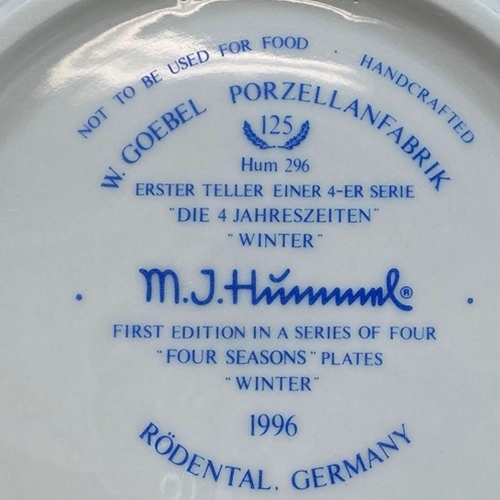 NOT TO BE USED FOR FOOD · HANDCRAFTED
W. GOEBEL PORZELLANFABRIK
125
Hum 296
ERSTER TELLER EINER 4-ER SERIE
"DIE 4 JAHRESZEITEN"
"WINTER"
· M.J.Hummel® ·
FIRST EDITION IN A SERIES OF FOUR
"FOUR SEASONS" PLATES
"WINTER"
1996
RÖDENTAL, GERMANY